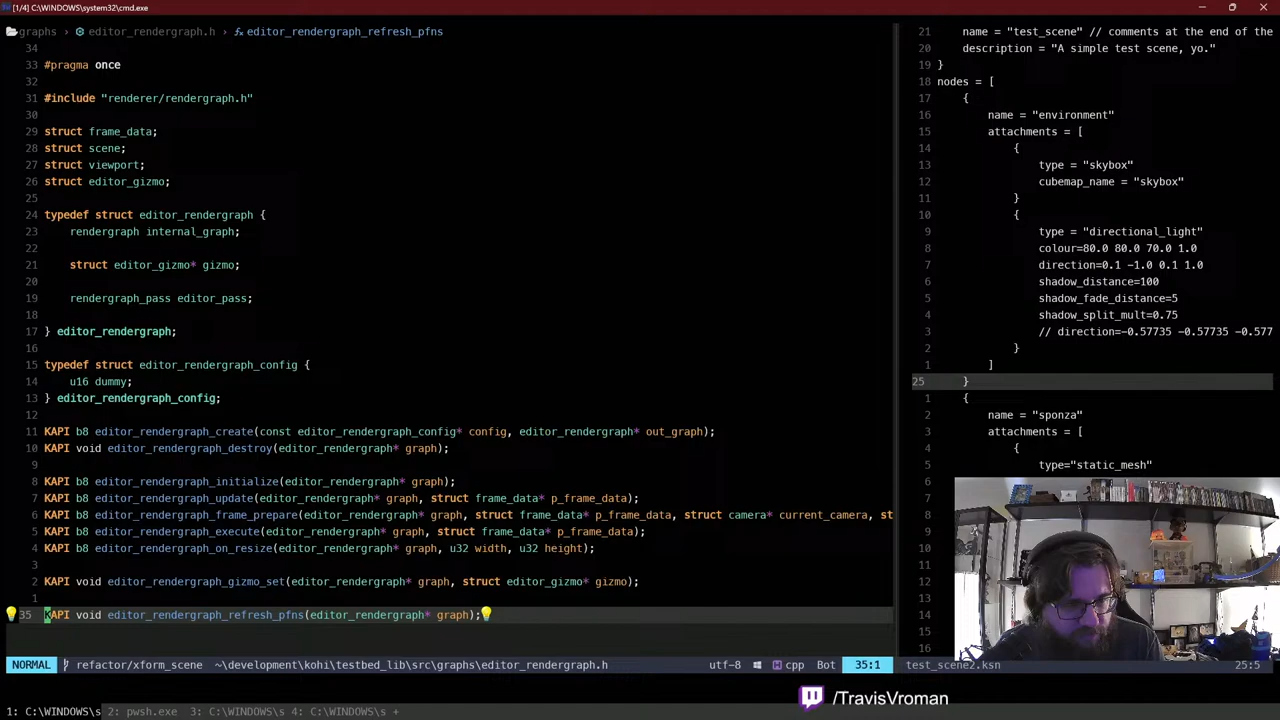 [1/4] C:\WINDOWS\system32\cmd.exe
graphs > editor_rendergraph.h > editor_rendergraph_refresh_pfns
34
33 #pragma once
32
31 #include "renderer/rendergraph.h"
30
29 struct frame_data;
28 struct scene;
27 struct viewport;
26 struct editor_gizmo;
25
24 typedef struct editor_rendergraph {
23 rendergraph internal_graph;
22
21 struct editor_gizmo* gizmo;
20
19 rendergraph_pass editor_pass;
18
17 } editor_rendergraph;
16
15 typedef struct editor_rendergraph_config {
14 u16 dummy;
13 } editor_rendergraph_config;
12
11 KAPI b8 editor_rendergraph_create(const editor_rendergraph_config* config, editor_rendergraph* out_graph);
10 KAPI void editor_rendergraph_destroy(editor_rendergraph* graph);
9
8 KAPI b8 editor_rendergraph_initialize(editor_rendergraph* graph);
7 KAPI b8 editor_rendergraph_update(editor_rendergraph* graph, struct frame_data* p_frame_data);
6 KAPI b8 editor_rendergraph_frame_prepare(editor_rendergraph* graph, struct frame_data* p_frame_data, struct camera* current_camera, st
5 KAPI b8 editor_rendergraph_execute(editor_rendergraph* graph, struct frame_data* p_frame_data);
4 KAPI b8 editor_rendergraph_on_resize(editor_rendergraph* graph, u32 width, u32 height);
3
2 KAPI void editor_rendergraph_gizmo_set(editor_rendergraph* graph, struct editor_gizmo* gizmo);
1
35 KAPI void editor_rendergraph_refresh_pfns(editor_rendergraph* graph);
NORMAL refactor/xform_scene ~\development\kohi\testbed_lib\src\graphs\editor_rendergraph.h utf-8 cpp Bot 35:1
21 name = "test_scene" // comments at the end of the
20 description = "A simple test scene, yo."
19 }
18 nodes = [
17 {
16 name = "environment"
15 attachments = [
14 {
13 type = "skybox"
12 cubemap_name = "skybox"
11 }
10 {
9 type = "directional_light"
8 colour=80.0 80.0 70.0 1.0
7 direction=0.1 -1.0 0.1 1.0
6 shadow_distance=100
5 shadow_fade_distance=5
4 shadow_split_mult=0.75
3 // direction=-0.57735 -0.57735 -0.577
2 }
1 ]
25 }
1 {
2 name = "sponza"
3 attachments = [
4 {
5 type="static_mesh"
6
7
8
9
10
11
12
13
14
15
16
test_scene2.ksn 25:5
/TravisVroman
1: C:\WINDOWS\s 2: pwsh.exe 3: C:\WINDOWS\s 4: C:\WINDOWS\s +